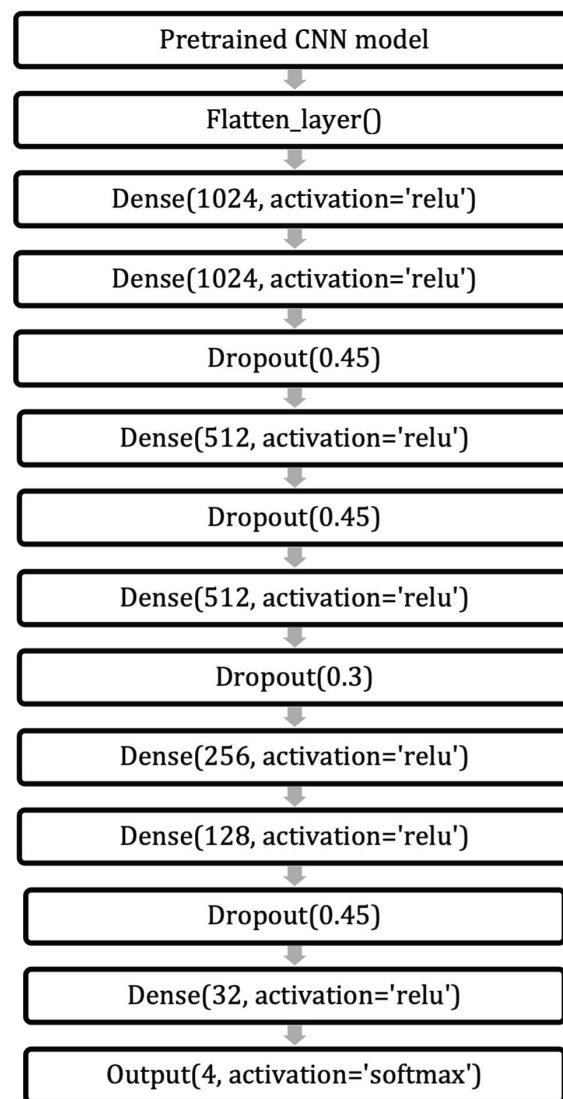 Pretrained CNN model
Flatten_layer()
Dense(1024, activation='relu')
Dense(1024, activation='relu')
Dropout(0.45)
Dense(512, activation='relu')
Dropout(0.45)
Dense(512, activation='relu')
Dropout(0.3)
Dense(256, activation='relu')
Dense(128, activation='relu')
Dropout(0.45)
Dense(32, activation='relu')
Output(4, activation='softmax')